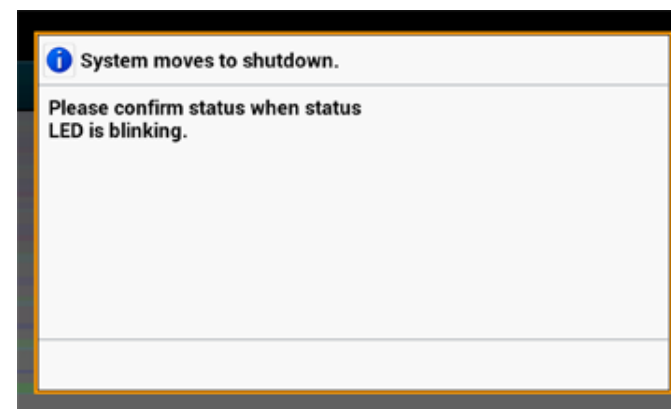 System moves to shutdown.
Please confirm status when status
LED is blinking.